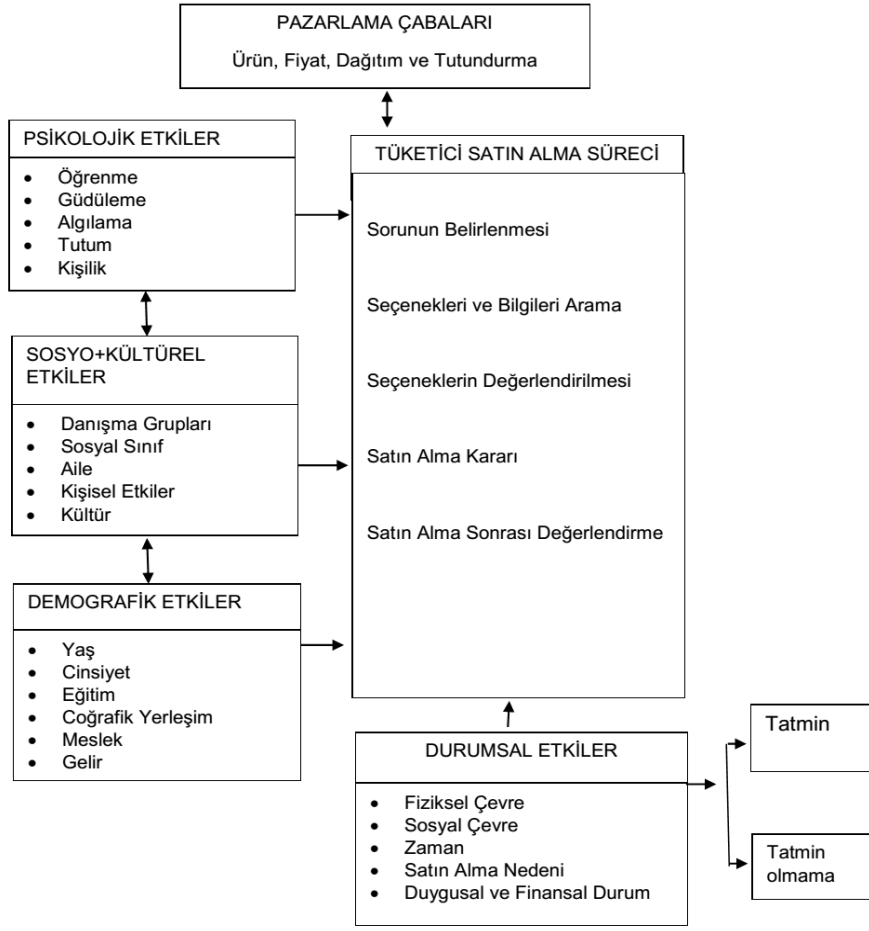 PAZARLAMA ÇABALARI
Ürün, Fiyat, Dağıtım ve Tutundurma
PSİKOLOJİK ETKİLER
• Öğrenme
• Güdüleme
• Algılama
• Tutum
• Kişilik
SOSYO+KÜLTÜREL
ETKİLER
• Danışma Grupları
• Sosyal Sınıf
• Aile
• Kişisel Etkiler
• Kültür
DEMOGRAFİK ETKİLER
• Yaş
• Cinsiyet
• Eğitim
• Coğrafik Yerleşim
• Meslek
• Gelir
TÜKETİCİ SATIN ALMA SÜRECİ
Sorunun Belirlenmesi
Seçenekleri ve Bilgileri Arama
Seçeneklerin Değerlendirilmesi
Satın Alma Kararı
Satın Alma Sonrası Değerlendirme
DURUMSAL ETKİLER
• Fiziksel Çevre
• Sosyal Çevre
• Zaman
• Satın Alma Nedeni
• Duygusal ve Finansal Durum
Tatmin
Tatmin
olmama